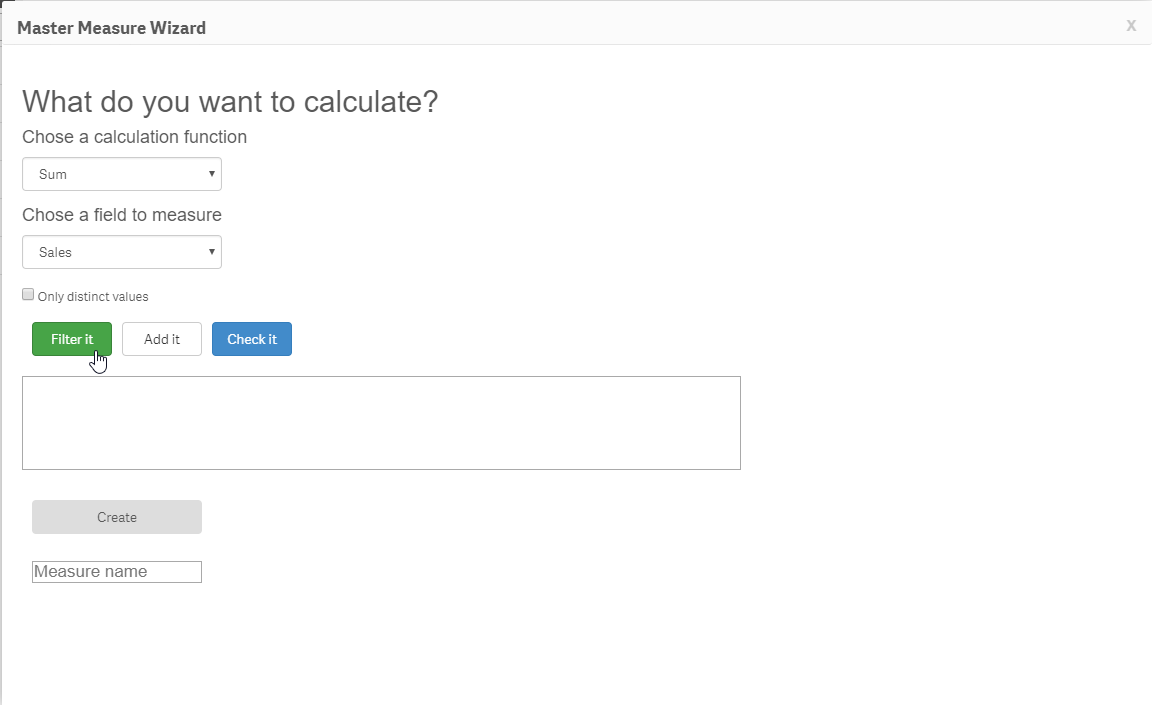 Master Measure Wizard
x
What do you want to calculate?
Chose a calculation function
Sum
Chose a field to measure
Sales
Only distinct values
Filter it
Add it
Check it
Create
Measure name